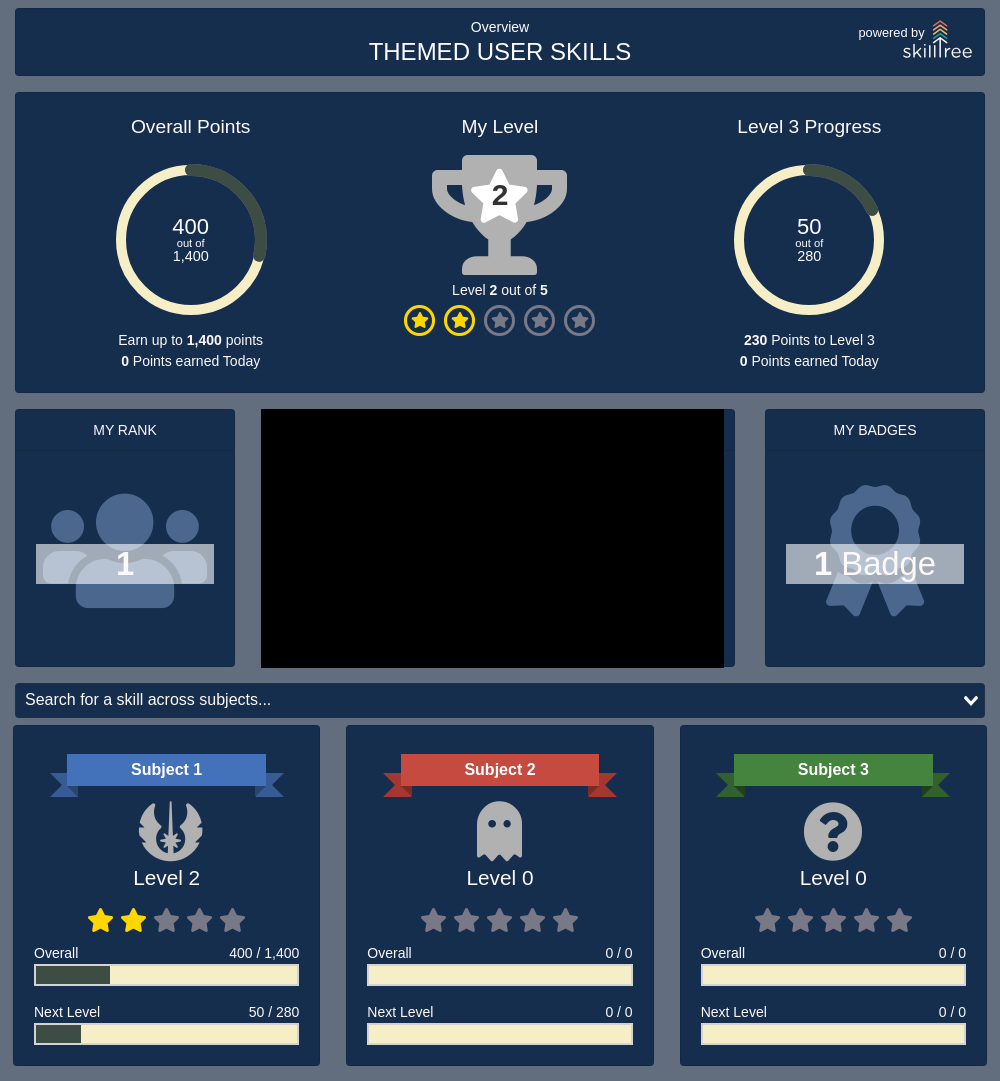 Overview
THEMED USER SKILLS
powered by
skilltree
Overall Points
400
out of
1,400
Earn up to 1,400 points
0 Points earned Today
My Level
2
Level 2 out of 5
Level 3 Progress
50
out of
280
230 Points to Level 3
0 Points earned Today
MY RANK
1
MY BADGES
1 Badge
Search for a skill across subjects...
Subject 1
Level 2
Overall 400 / 1,400
Next Level 50 / 280
Subject 2
Level 0
Overall 0 / 0
Next Level 0 / 0
Subject 3
Level 0
Overall 0 / 0
Next Level 0 / 0